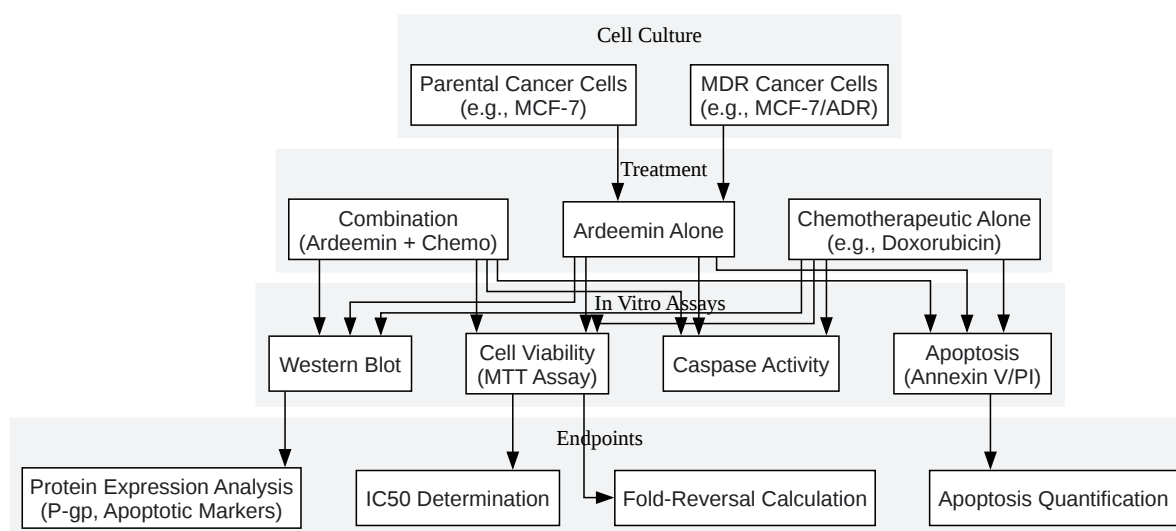 Cell Culture
Parental Cancer Cells
(e.g., MCF-7)
MDR Cancer Cells
(e.g., MCF-7/ADR)
Treatment
Combination
(Ardeemin + Chemo)
Ardeemin Alone
Chemotherapeutic Alone
(e.g., Doxorubicin)
In Vitro Assays
Western Blot
Cell Viability
(MTT Assay)
Caspase Activity
Apoptosis
(Annexin V/PI)
Endpoints
Protein Expression Analysis
(P-gp, Apoptotic Markers)
IC50 Determination
Fold-Reversal Calculation
Apoptosis Quantification